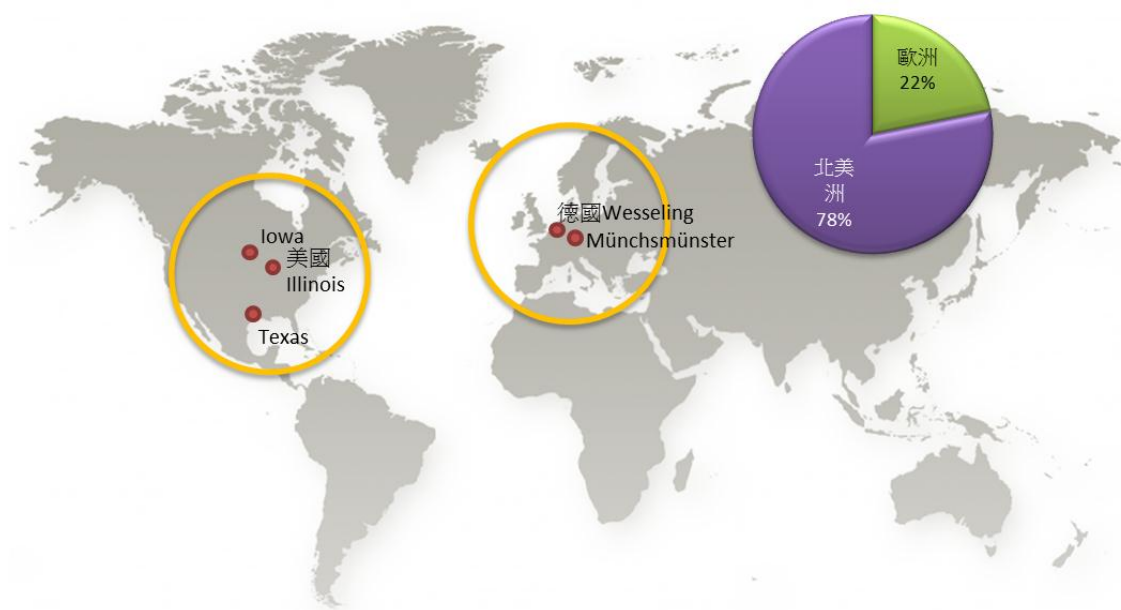 歐洲
22%
北美
洲
78%
Iowa
美國
Illinois
Texas
德國Wesseling
Münchsmünster